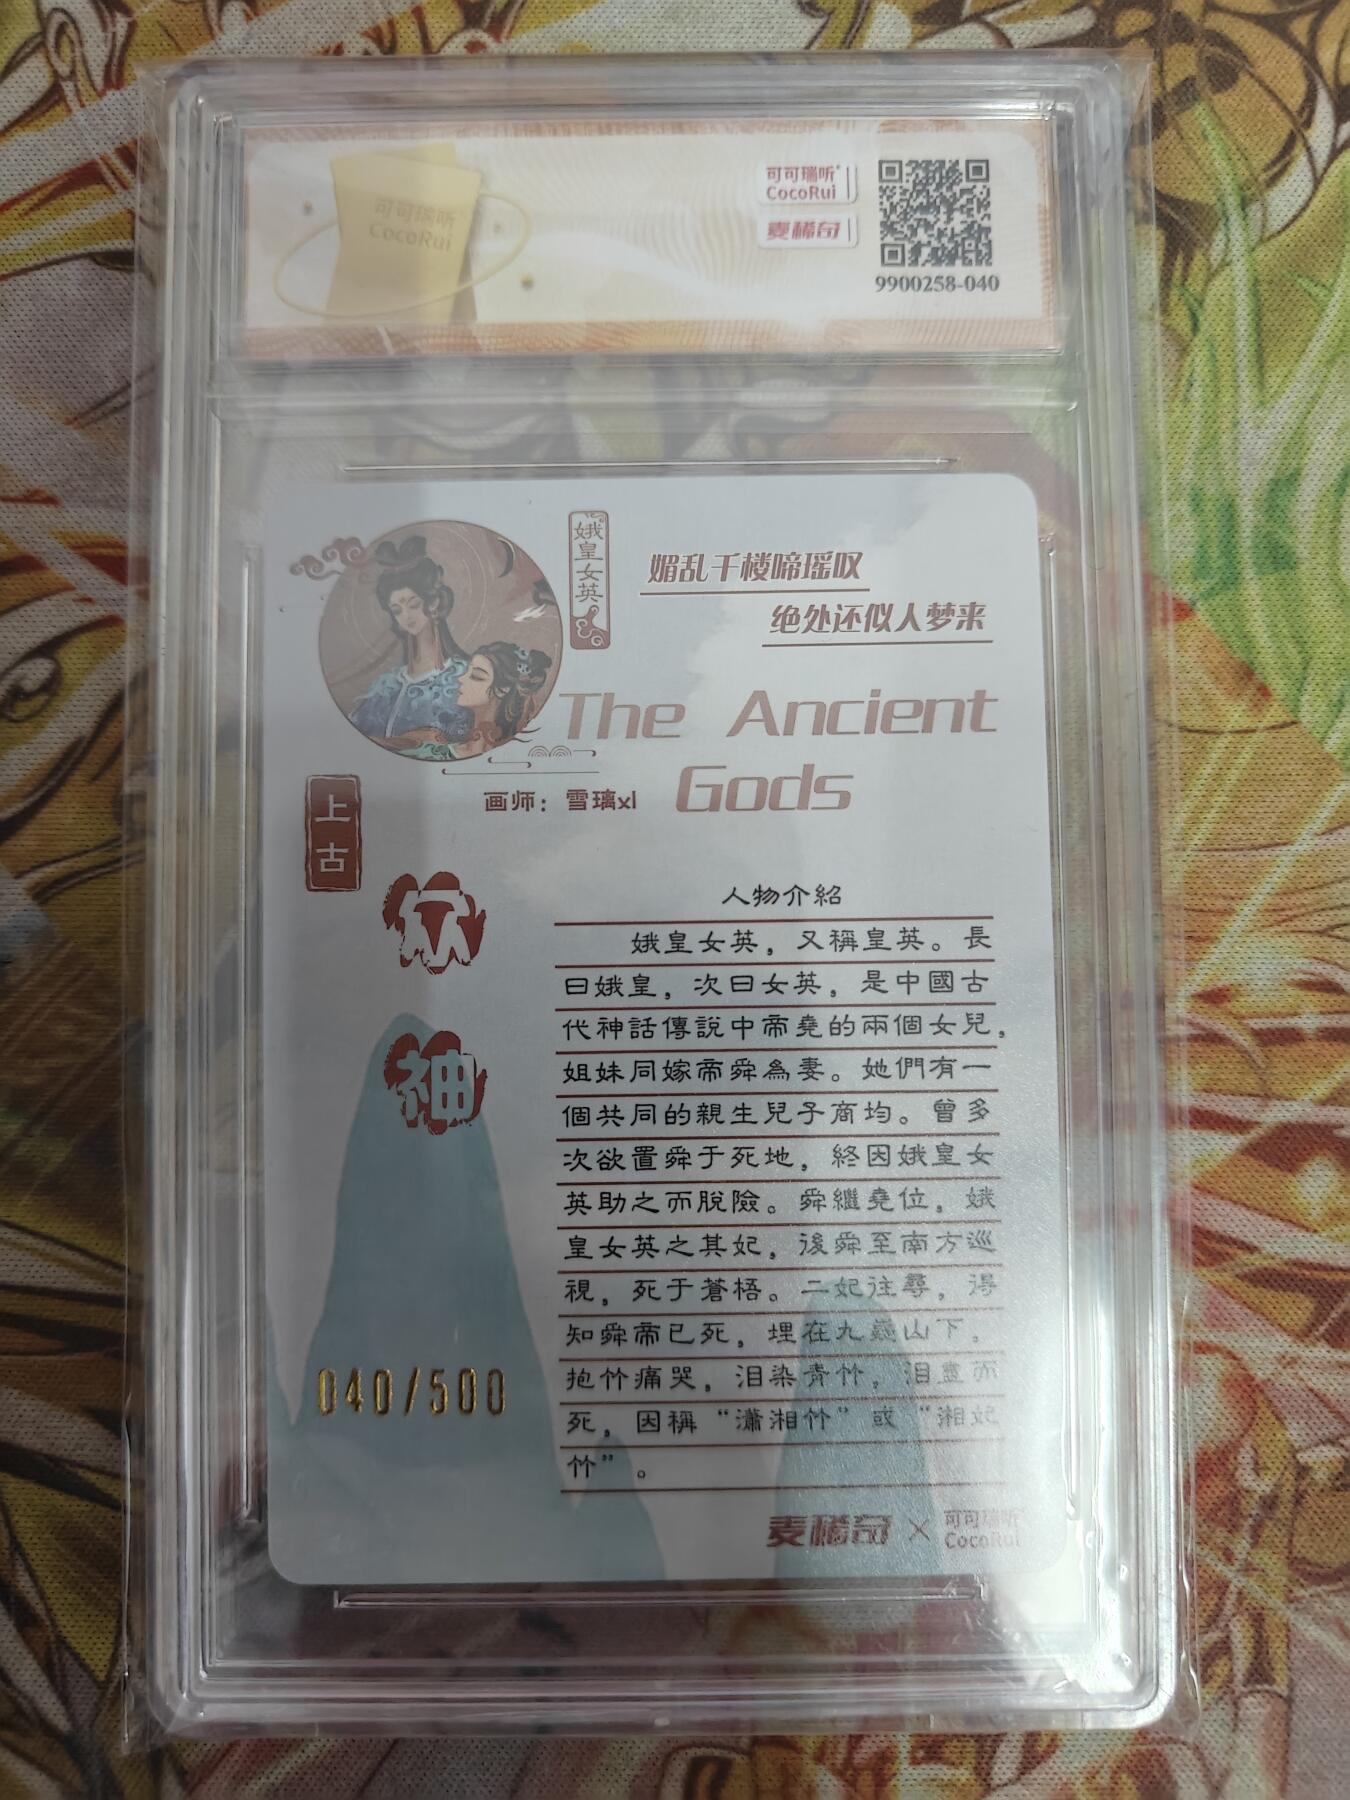 可可瑞听
CocoRui
可可瑞听
CocoRui
麦稀奇
9900258-040
娥皇女英
媚乱千楼啼瑶叹
绝处还似人梦来
The Ancient
Gods
画师：雪璃xl
上古
众
神
人物介紹
娥皇女英，又稱皇英。長
曰娥皇，次曰女英，是中國古
代神話傳說中帝堯的兩個女兒，
姐妹同嫁帝舜為妻。她們有一
個共同的親生兒子商均。曾多
次欲置舜于死地，終因娥皇女
英助之而脫險。舜繼堯位，娥
皇女英之其妃，後舜至南方巡
視，死于蒼梧。二妃往尋，得
知舜帝已死，埋在九嶷山下，
抱竹痛哭，泪染青竹，泪盡而
死，因稱“瀟湘竹”或“湘妃
竹”。
040/500
麦稀奇×可可瑞听
CocoRui